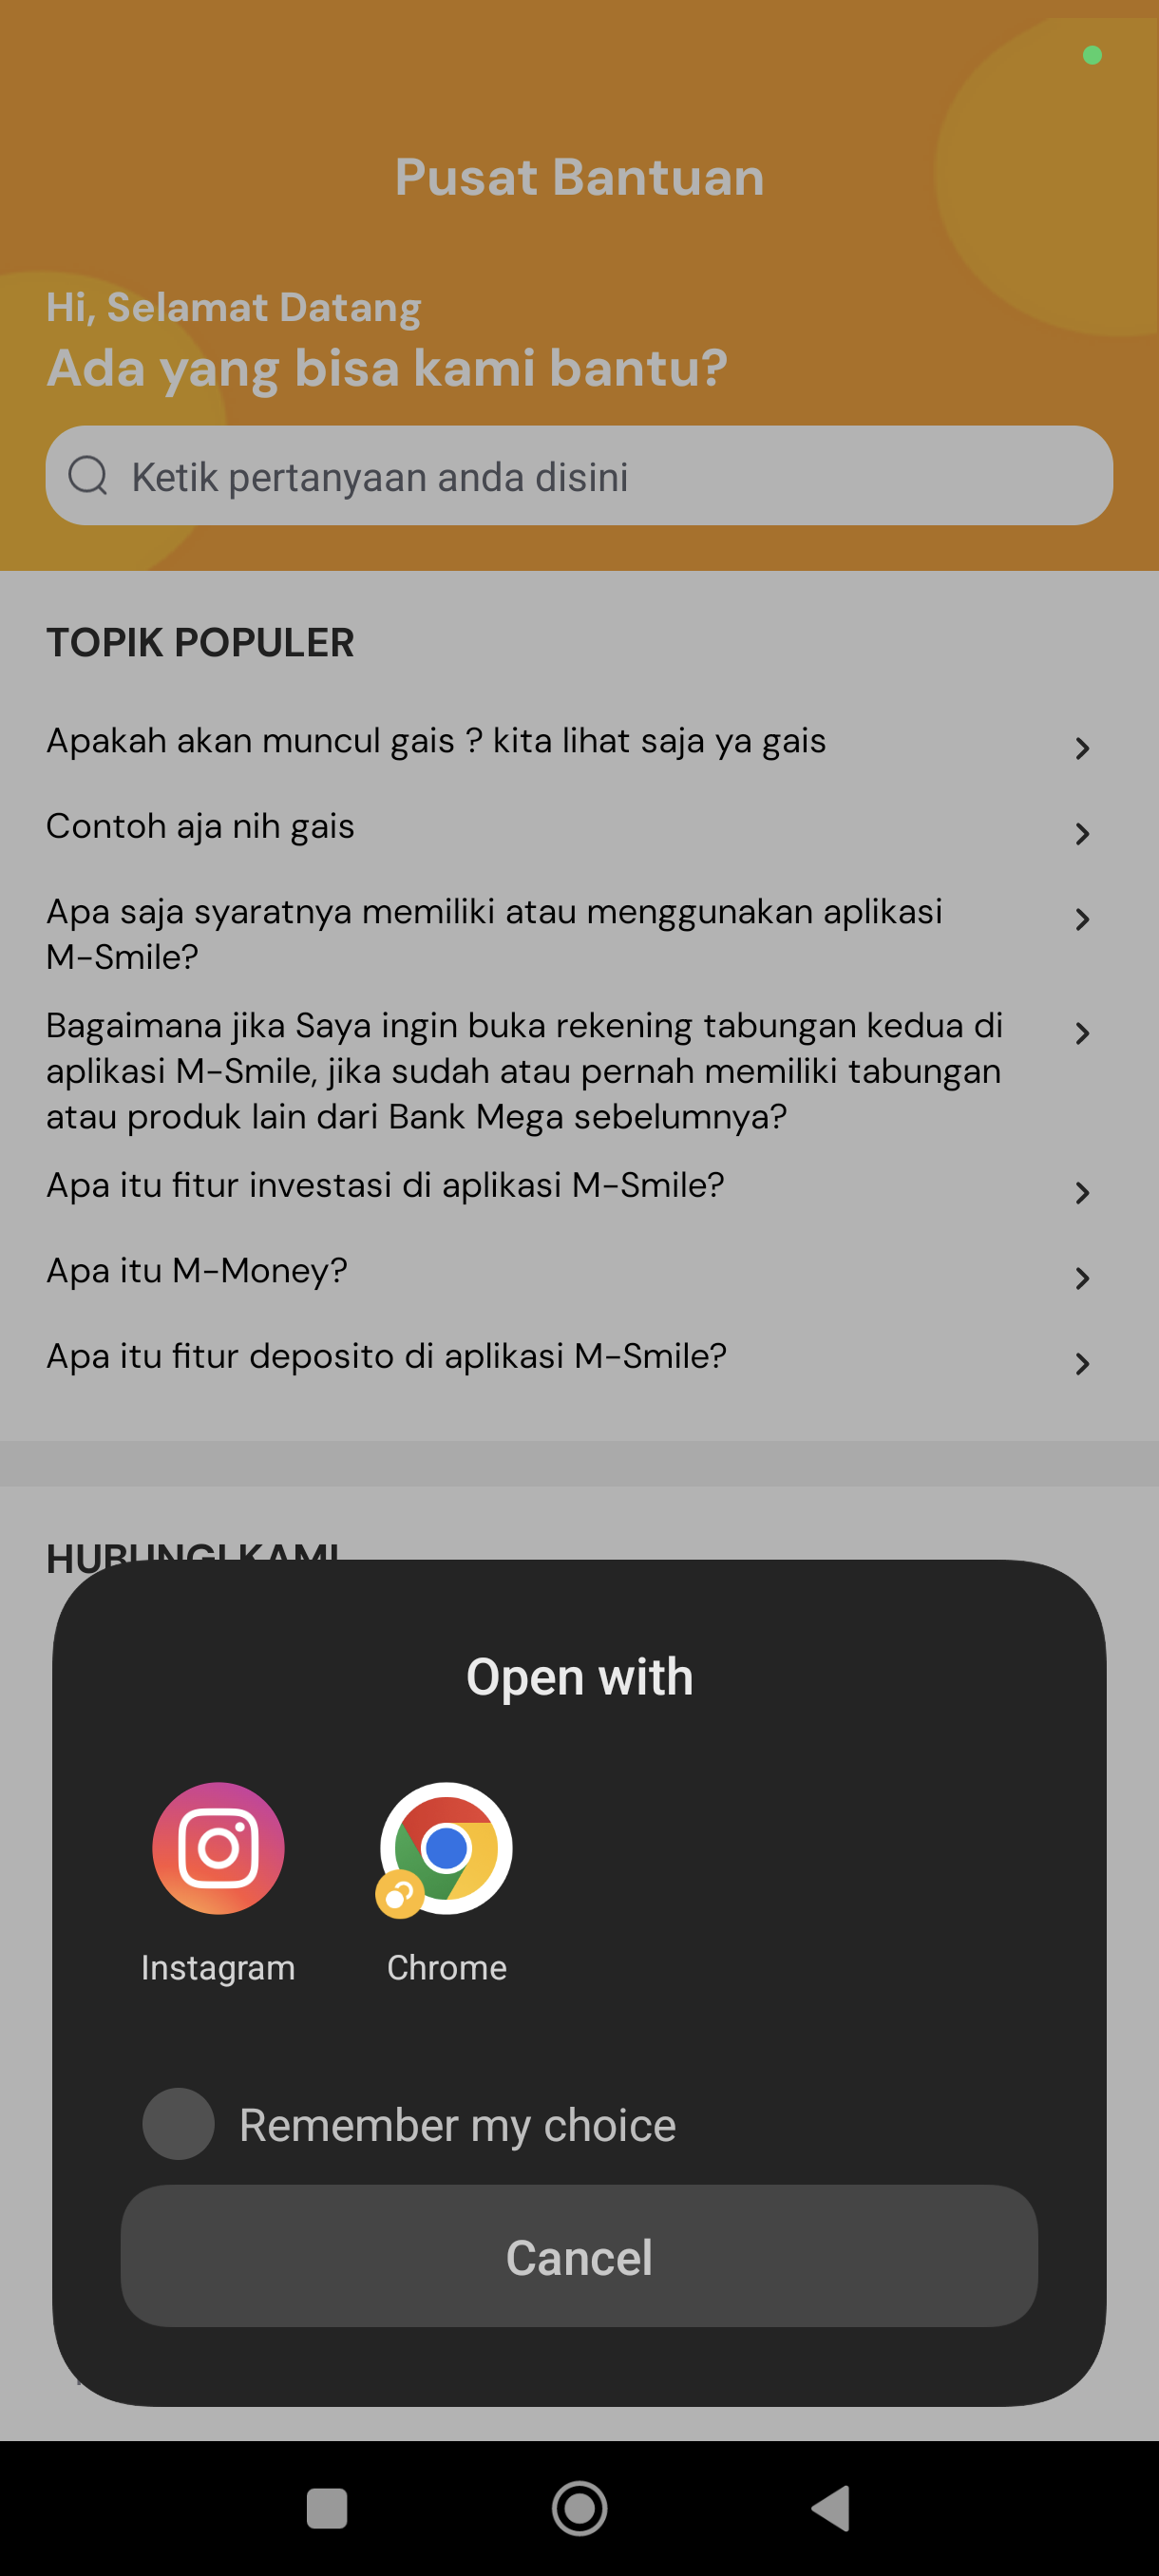 Pusat Bantuan
Hi, Selamat Datang
Ada yang bisa kami bantu?
Ketik pertanyaan anda disini
TOPIK POPULER
Apakah akan muncul gais ? kita lihat saja ya gais
Contoh aja nih gais
Apa saja syaratnya memiliki atau menggunakan aplikasi
M-Smile?
Bagaimana jika Saya ingin buka rekening tabungan kedua di
aplikasi M-Smile, jika sudah atau pernah memiliki tabungan
atau produk lain dari Bank Mega sebelumnya?
Apa itu fitur investasi di aplikasi M-Smile?
Apa itu M-Money?
Apa itu fitur deposito di aplikasi M-Smile?
HUBUNGI KAMI
Open with
Instagram
Chrome
Remember my choice
Cancel